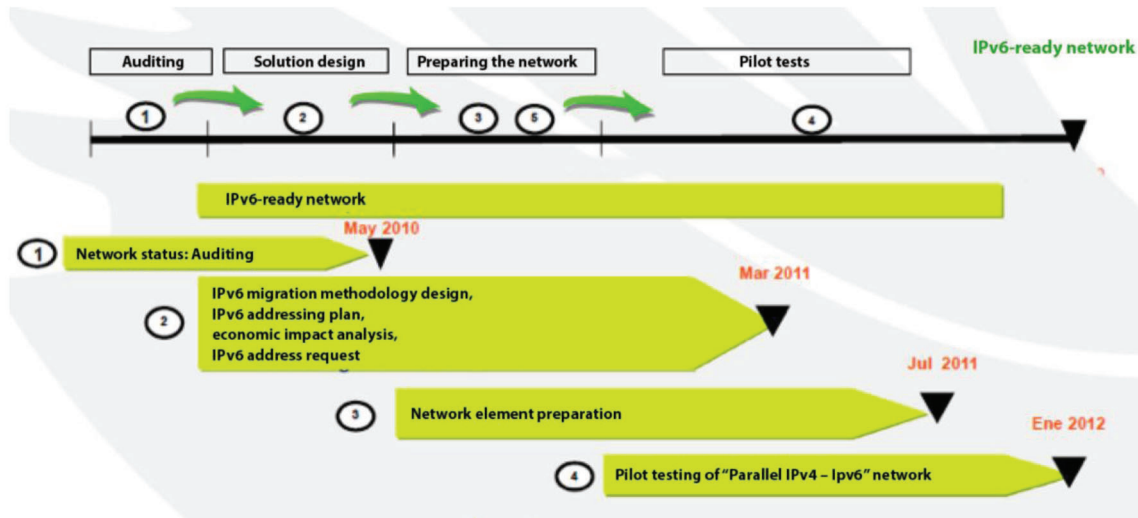 IPv6-ready network
Auditing
Solution design
Preparing the network
Pilot tests
1
2
3
5
4
IPv6-ready network
May 2010
1
Network status: Auditing
Mar 2011
2
IPv6 migration methodology design,
IPv6 addressing plan,
economic impact analysis,
IPv6 address request
Jul 2011
3
Network element preparation
Ene 2012
4
Pilot testing of “Parallel IPv4 – Ipv6” network